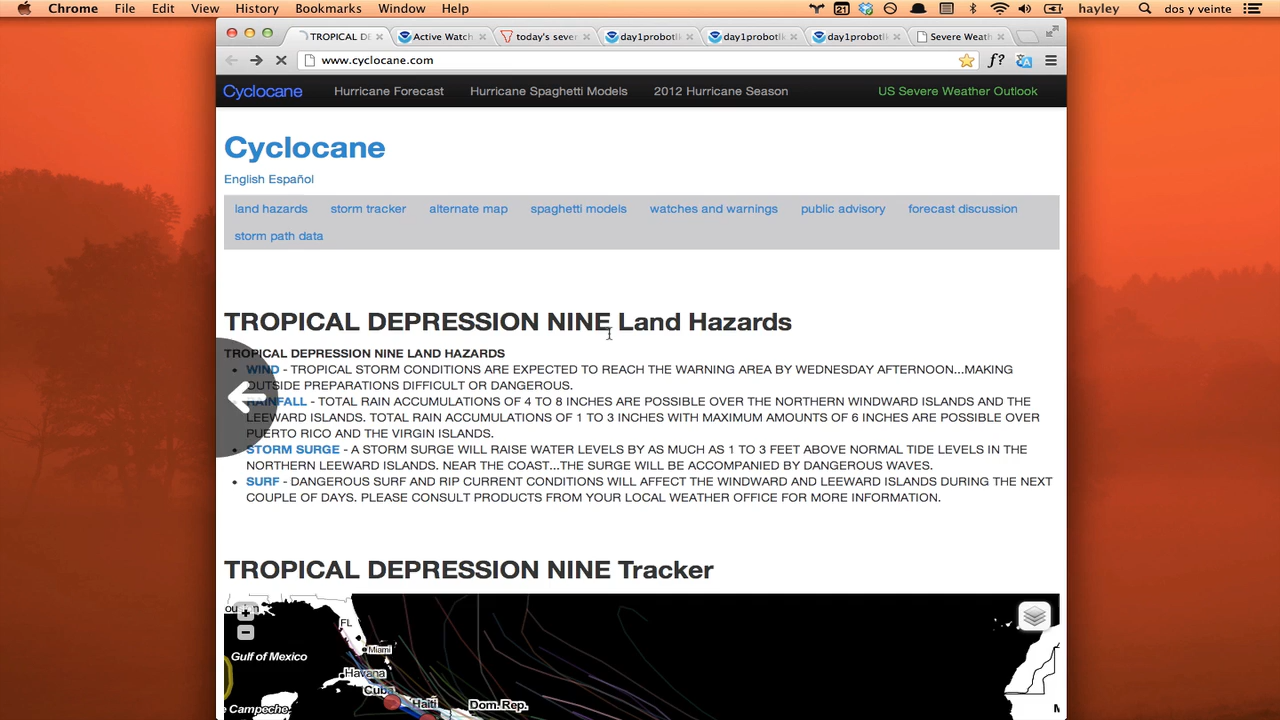 Chrome File Edit View History Bookmarks Window Help 21 hayley dos y veinte
TROPICAL DE Active Watch today's seve day1probotl day1probotl day1probotl Severe Weath
www.cyclocane.com f?
Cyclocane Hurricane Forecast Hurricane Spaghetti Models 2012 Hurricane Season US Severe Weather Outlook
Cyclocane
English Español
land hazards storm tracker alternate map spaghetti models watches and warnings public advisory forecast discussion
storm path data
TROPICAL DEPRESSION NINE Land Hazards
TROPICAL DEPRESSION NINE LAND HAZARDS
WIND - TROPICAL STORM CONDITIONS ARE EXPECTED TO REACH THE WARNING AREA BY WEDNESDAY AFTERNOON...MAKING
OUTSIDE PREPARATIONS DIFFICULT OR DANGEROUS.
RAINFALL - TOTAL RAIN ACCUMULATIONS OF 4 TO 8 INCHES ARE POSSIBLE OVER THE NORTHERN WINDWARD ISLANDS AND THE
LEEWARD ISLANDS. TOTAL RAIN ACCUMULATIONS OF 1 TO 3 INCHES WITH MAXIMUM AMOUNTS OF 6 INCHES ARE POSSIBLE OVER
PUERTO RICO AND THE VIRGIN ISLANDS.
STORM SURGE - A STORM SURGE WILL RAISE WATER LEVELS BY AS MUCH AS 1 TO 3 FEET ABOVE NORMAL TIDE LEVELS IN THE
NORTHERN LEEWARD ISLANDS. NEAR THE COAST...THE SURGE WILL BE ACCOMPANIED BY DANGEROUS WAVES.
SURF - DANGEROUS SURF AND RIP CURRENT CONDITIONS WILL AFFECT THE WINDWARD AND LEEWARD ISLANDS DURING THE NEXT
COUPLE OF DAYS. PLEASE CONSULT PRODUCTS FROM YOUR LOCAL WEATHER OFFICE FOR MORE INFORMATION.
TROPICAL DEPRESSION NINE Tracker
FL
Miami
Gulf of Mexico
Havana
Cuba
Haiti Dom. Rep.
Campeche